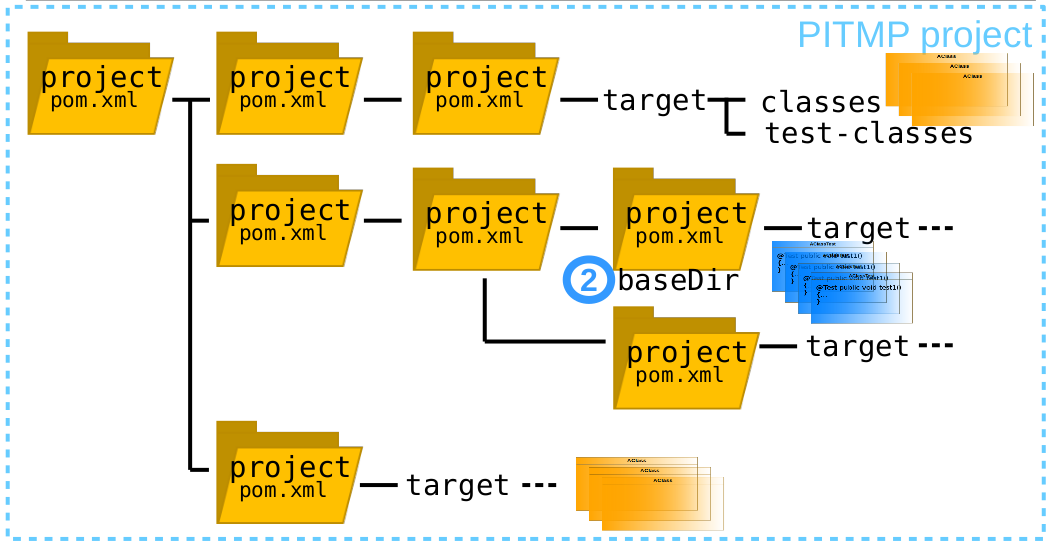 PITMP project
project
pom.xml
project
pom.xml
project
pom.xml
target
classes
test-classes
AClass
AClass
AClass
project
pom.xml
project
pom.xml
project
pom.xml
target
2
baseDir
AClassTest
@Test public void test1()
{...
}
project
pom.xml
target
project
pom.xml
target
AClass
AClass
AClass